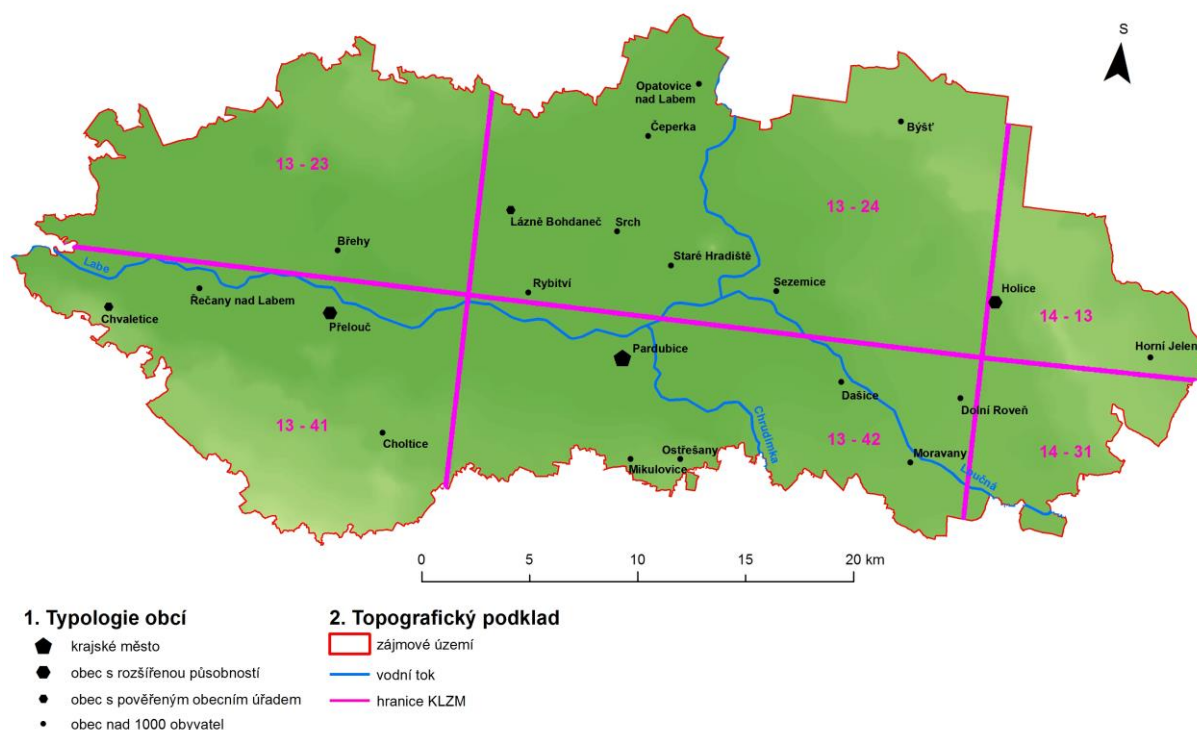 S
Opatovice
nad Labem
Čeperka
Býšť
13 - 23
13 - 24
Lázně Bohdaneč
Srch
Břehy
Staré Hradiště
Labe
Řečany nad Labem
Rybitví
Sezemice
Holice
Chvaletice
Přelouč
14 - 13
Pardubice
Horní Jelen
Dašice
Dolní Roveň
13 - 41
Choltice
Chrudimka
13 - 42
Ostřešany
Mikulovice
Moravany
14 - 31
Loučná
0 5 10 15 20 km
1. Typologie obcí
krajské město
obec s rozšířenou působností
obec s pověřeným obecním úřadem
obec nad 1000 obyvatel
2. Topografický podklad
zájmové území
vodní tok
hranice KLZM